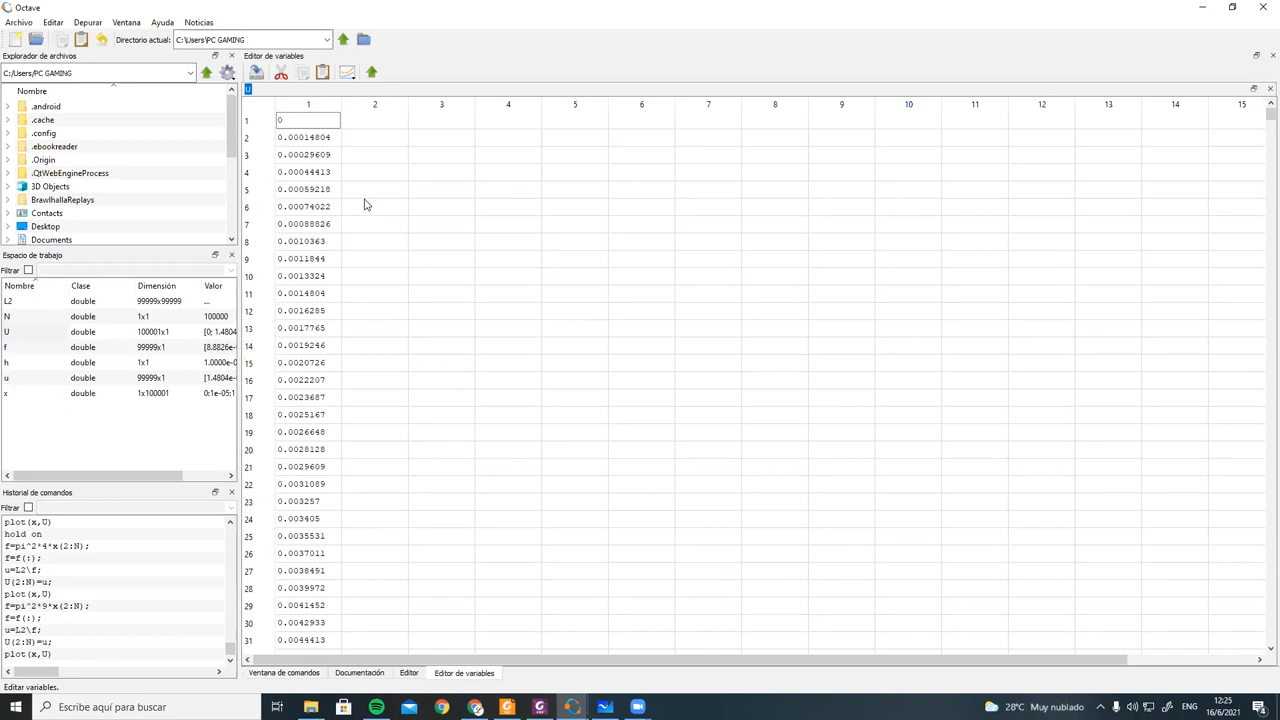 Octave
Archivo Editar Depurar Ventana Ayuda Noticias
Directorio actual: C:\Users\PC GAMING
Explorador de archivos
C:/Users/PC GAMING
Nombre
.android
.cache
.config
.ebookreader
.Origin
.QtWebEngineProcess
3D Objects
BrawlhallaReplays
Contacts
Desktop
Documents
Espacio de trabajo
Filtrar
Nombre Clase Dimensión Valor
L2 double 99999x99999 ...
N double 1x1 100000
U double 100001x1 [0; 1.4804
f double 99999x1 [8.8826e-
h double 1x1 1.0000e-0
u double 99999x1 [1.4804e-
x double 1x100001 0:1e-05:1
Historial de comandos
Filtrar
plot(x,U)
hold on
f=pi^2*4*x(2:N);
f=f(:);
u=L2\f;
U(2:N)=u;
plot(x,U)
f=pi^2*9*x(2:N);
f=f(:);
u=L2\f;
U(2:N)=u;
plot(x,U)
Editor de variables
U
1 2 3 4 5 6 7 8 9 10 11 12 13 14 15
1 0
2 0.00014804
3 0.00029609
4 0.00044413
5 0.00059218
6 0.00074022
7 0.00088826
8 0.0010363
9 0.0011844
10 0.0013324
11 0.0014804
12 0.0016285
13 0.0017765
14 0.0019246
15 0.0020726
16 0.0022207
17 0.0023687
18 0.0025167
19 0.0026648
20 0.0028128
21 0.0029609
22 0.0031089
23 0.003257
24 0.003405
25 0.0035531
26 0.0037011
27 0.0038491
28 0.0039972
29 0.0041452
30 0.0042933
31 0.0044413
Ventana de comandos Documentación Editor Editor de variables
Editar variables.
Escribe aquí para buscar
28°C Muy nublado
12:25
16/6/2021